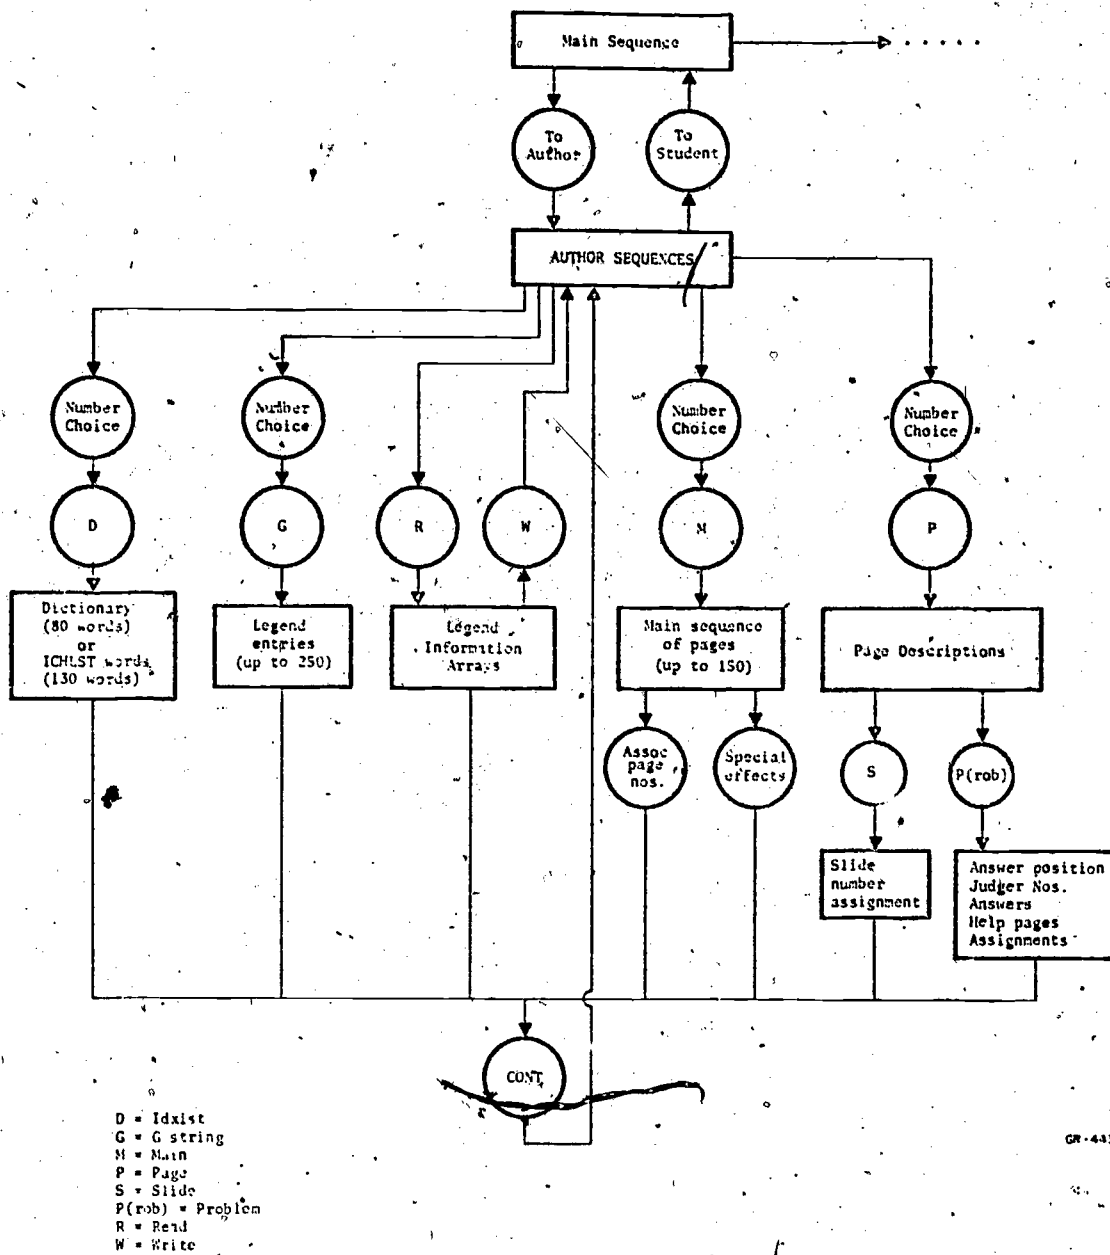 Main Sequence
To
Author
To
Student
AUTHOR SEQUENCES
Number
Choice
Number
Choice
Number
Choice
Number
Choice
D
G
R
W
M
P
Dictionary
(80 words)
or
words
(130 words)
Legend
entries
(up to 250)
Legend
Information
Arrays
Main sequence
of pages
(up to 150)
Page Descriptions
Assoc
page
nos.
Special
effects
S
P(rob)
Slide
number
assignment
Answer position
Judger Nos.
Answers
Help pages
Assignments
CONT
D = Idxist
G = G string
M = Main
P = Page
S = Slide
P(rob) = Problem
R = Read
W = Write